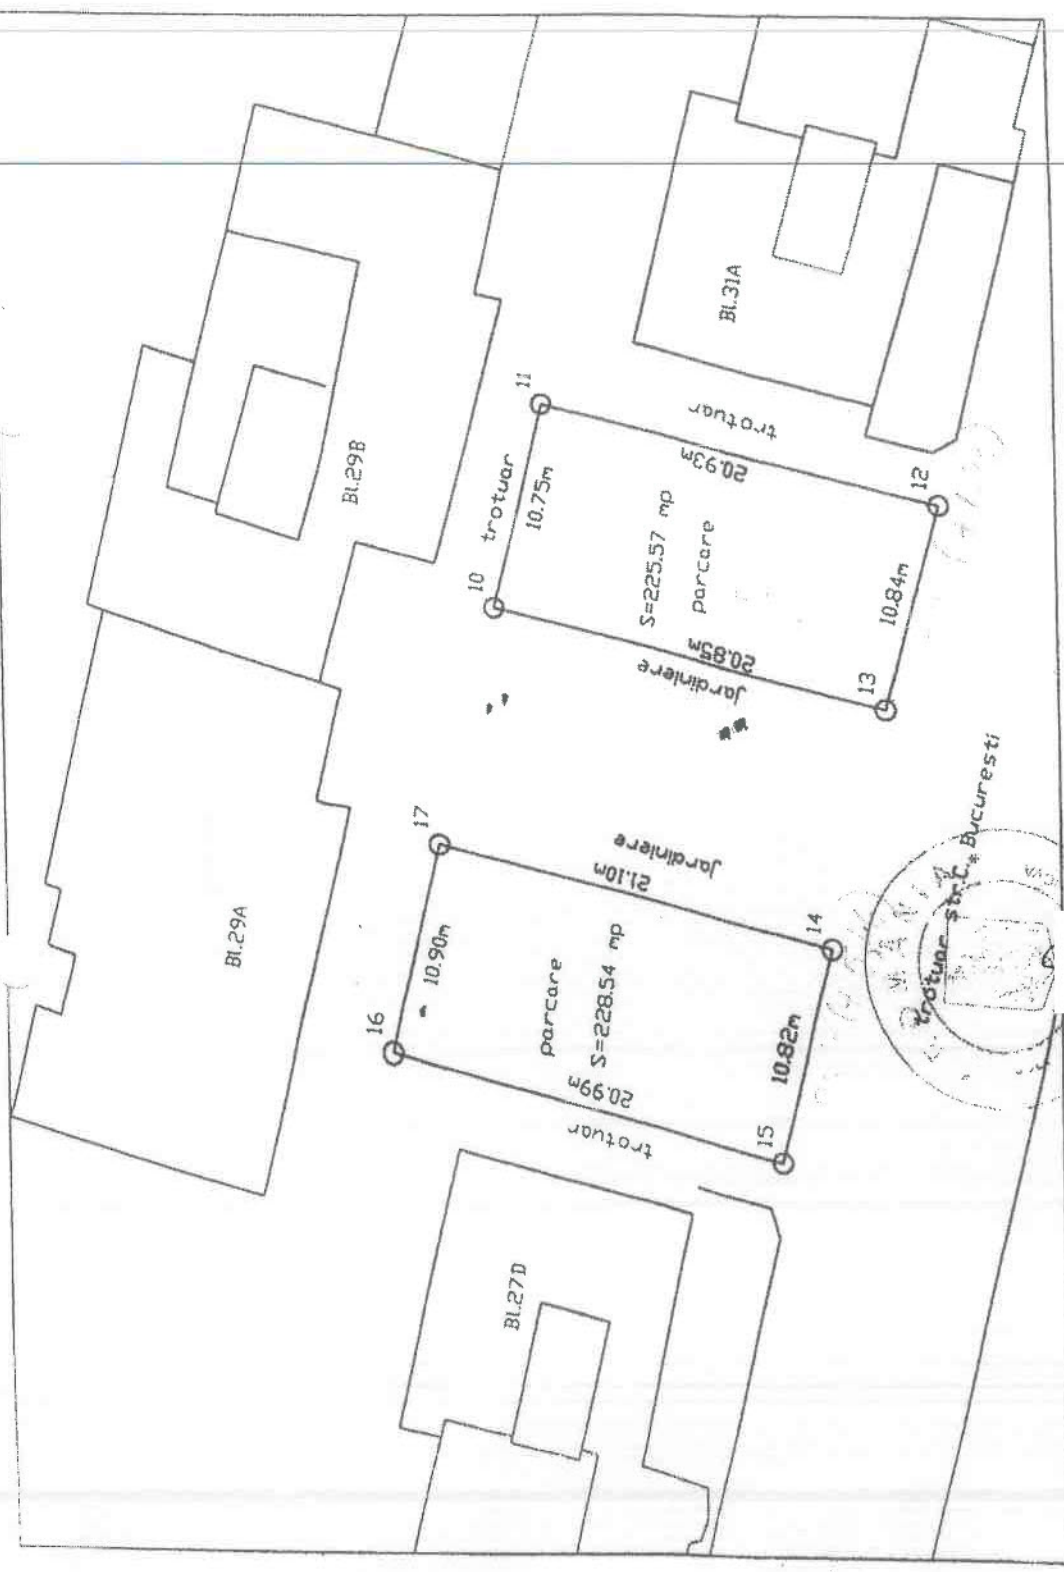 Bl.29B
Bl.31A
11
trotuar
10.75m
10
trotuar
20.93m
12
S=225.57 mp
parcare
20.85m
jardiniere
10.84m
13
Bl.29A
17
jardiniere
21.10m
14
10.90m
16
parcare
S=228.54 mp
20.99m
trotuar
10.82m
15
trotuar str.C. Bucuresti
Bl.27D